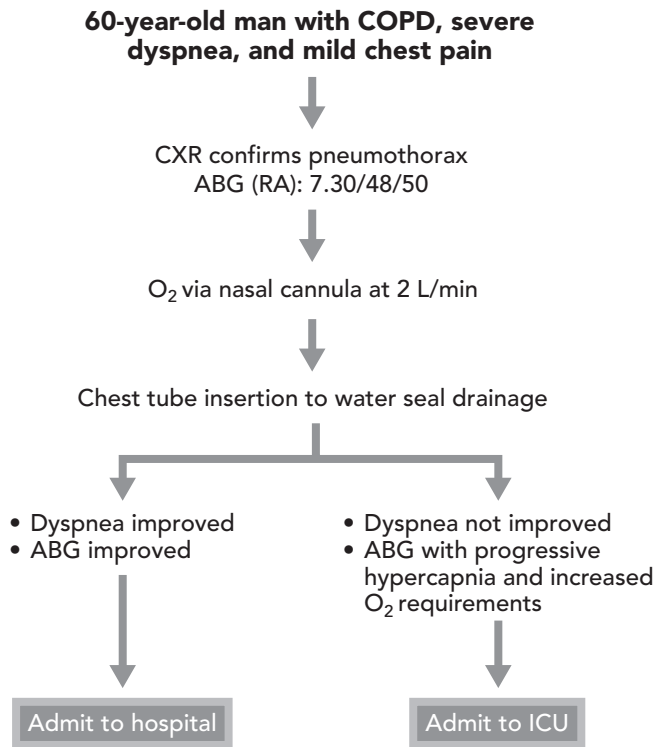 60-year-old man with COPD, severe
dyspnea, and mild chest pain
CXR confirms pneumothorax
ABG (RA): 7.30/48/50
O₂ via nasal cannula at 2 L/min
Chest tube insertion to water seal drainage
• Dyspnea improved
• ABG improved
• Dyspnea not improved
• ABG with progressive
hypercapnia and increased
O₂ requirements
Admit to hospital
Admit to ICU